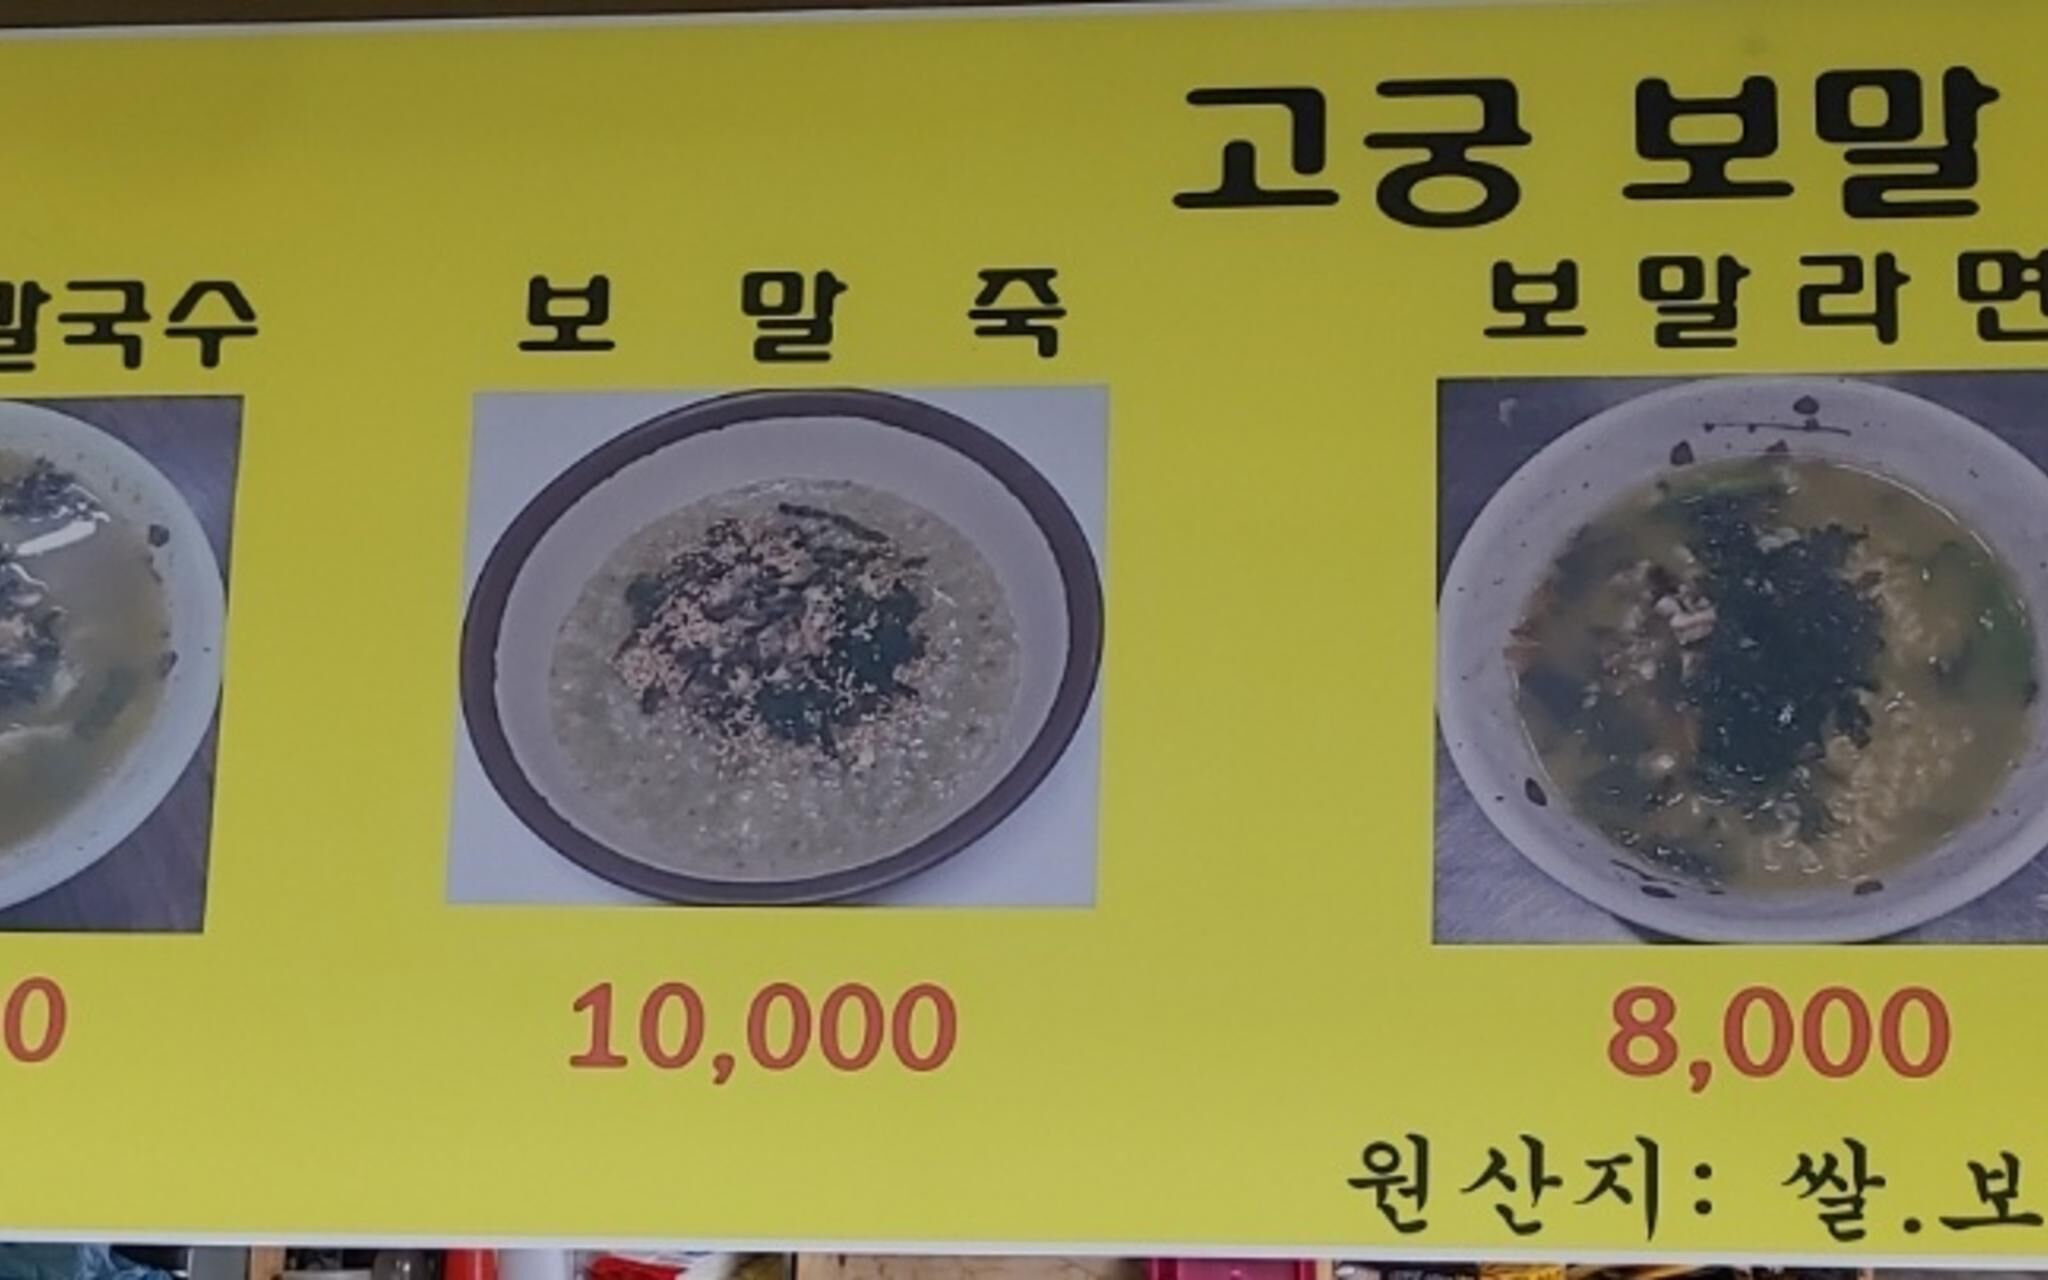 고궁 보말
말국수 보 말 죽 보말라면
0 10,000 8,000
원산지: 쌀.보